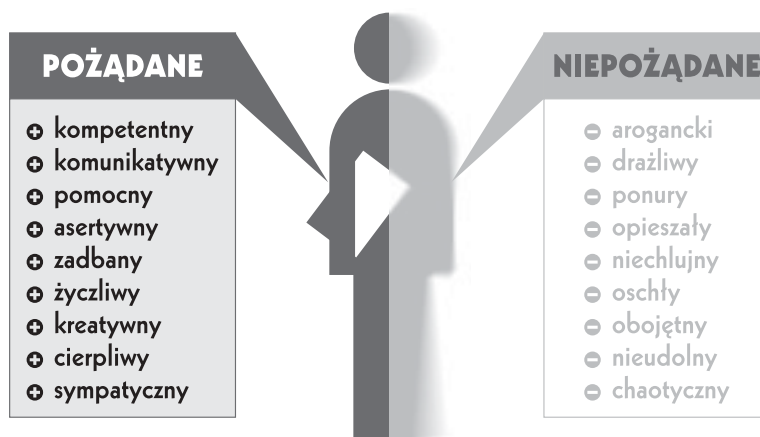 POŻĄDANE
kompetentny
komunikatywny
pomocny
asertywny
zadbany
życzliwy
kreatywny
cierpliwy
sympatyczny
NIEPOŻĄDANE
arogancki
drażliwy
ponury
opieszały
niechlujny
oschły
obojętny
nieudolny
chaotyczny